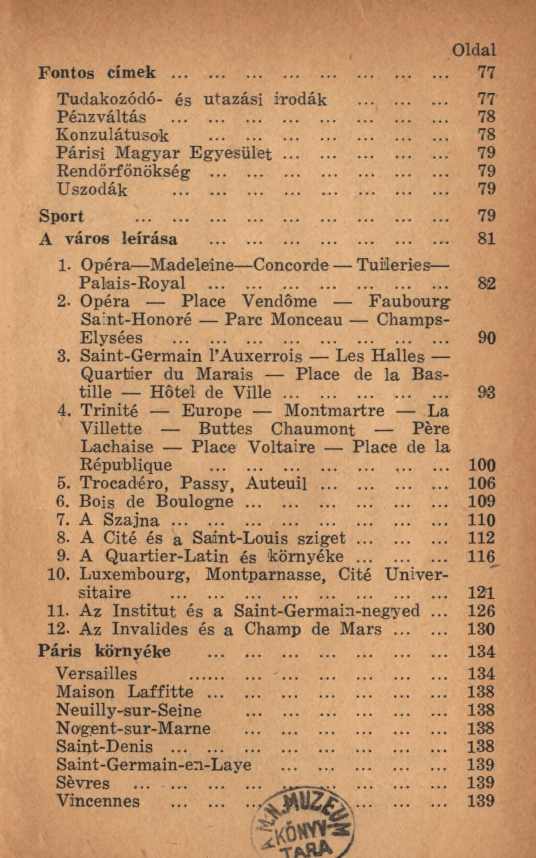 Oldal
Fontos címek ... ... ... ... ... ... ... ... 77
Tudakozódó- és utazási irodák ... ... ... 77
Pénzváltás ... ... ... ... ... ... ... ... 78
Konzulátusok ... ... ... ... ... ... ... 78
Párisi Magyar Egyesület ... ... ... ... ... 79
Rendőrfőnökség ... ... ... ... ... ... ... 79
Uszodák ... ... ... ... ... ... ... ... 79
Sport ... ... ... ... ... ... ... ... ... 79
A város leírása ... ... ... ... ... ... ... 81
1. Opéra—Madeleine—Concorde — Tuileries—
Palais-Royal ... ... ... ... ... ... ... 82
2. Opéra — Place Vendôme — Faubourg
Saint-Honoré — Parc Monceau — Champs-
Elysées ... ... ... ... ... ... ... ... 90
3. Saint-Germain l'Auxerrois — Les Halles —
Quartier du Marais — Place de la Bas-
tille — Hôtel de Ville ... ... ... ... ... 93
4. Trinité — Europe — Montmartre — La
Villette — Buttes Chaumont — Père
Lachaise — Place Voltaire — Place de la
République ... ... ... ... ... ... ... 100
5. Trocadéro, Passy, Auteuil ... ... ... ... 106
6. Bois de Boulogne ... ... ... ... ... ... 109
7. A Szajna ... ... ... ... ... ... ... ... 110
8. A Cité és a Saint-Louis sziget ... ... ... 112
9. A Quartier-Latin és környéke ... ... ... 116
10. Luxembourg, Montparnasse, Cité Univer-
sitaire ... ... ... ... ... ... ... ... 121
11. Az Institut és a Saint-Germain-negyed ... 126
12. Az Invalides és a Champ de Mars ... ... 130
Páris környéke ... ... ... ... ... ... ... 134
Versailles ...... ... ... ... ... ... ... 134
Maison Laffitte ... ... ... ... ... ... ... 138
Neuilly-sur-Seine ... ... ... ... ... ... 138
Nogent-sur-Marne ... ... ... ... ... ... 138
Saint-Denis ... ... ... ... ... ... ... ... 138
Saint-Germain-en-Laye ... ... ... ... ... 139
Sèvres ... ... ... ... ... ... ... ... ... 139
Vincennes ... ... ... ... ... ... ... ... 139
A M.N. MUZEUM
KÖNYV-
TARA